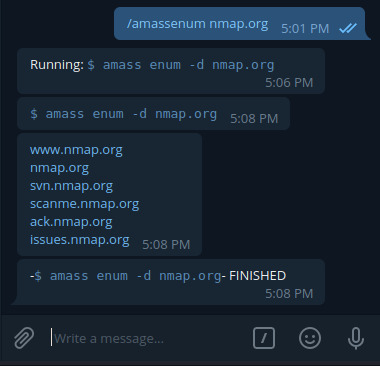 /amassenum nmap.org 5:01 PM
Running: $ amass enum -d nmap.org
5:06 PM
$ amass enum -d nmap.org 5:08 PM
www.nmap.org
nmap.org
svn.nmap.org
scanme.nmap.org
ack.nmap.org
issues.nmap.org 5:08 PM
-$ amass enum -d nmap.org- FINISHED
5:08 PM
Write a message...